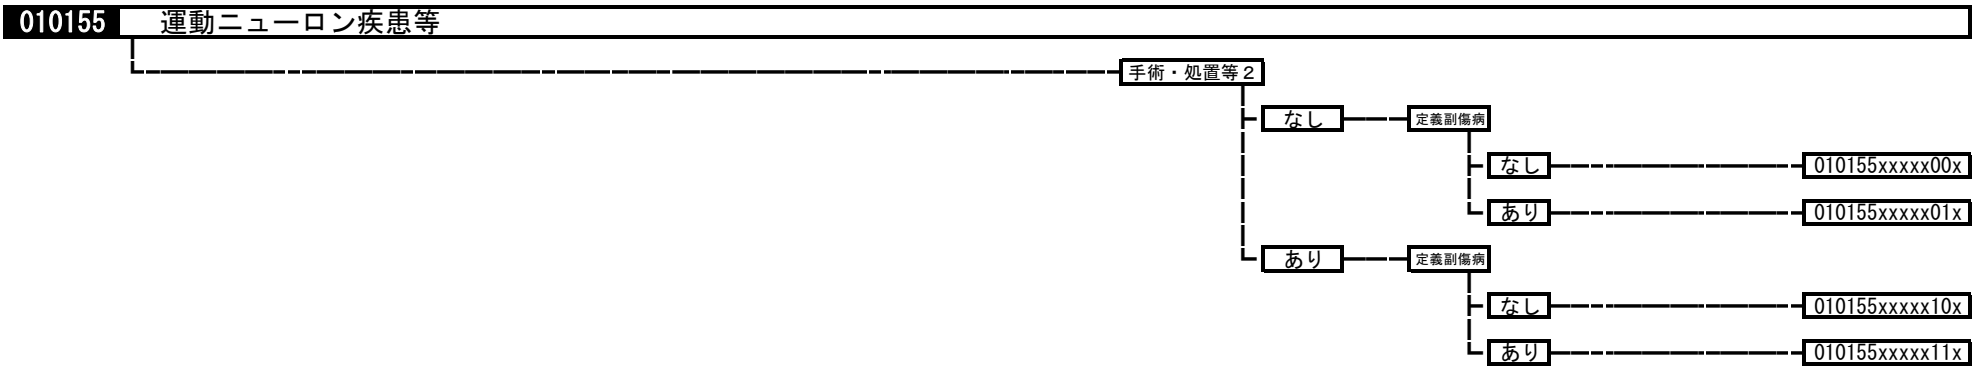 010155 運動ニューロン疾患等
手術・処置等２
なし 定義副傷病
なし 010155xxxxx00x
あり 010155xxxxx01x
あり 定義副傷病
なし 010155xxxxx10x
あり 010155xxxxx11x